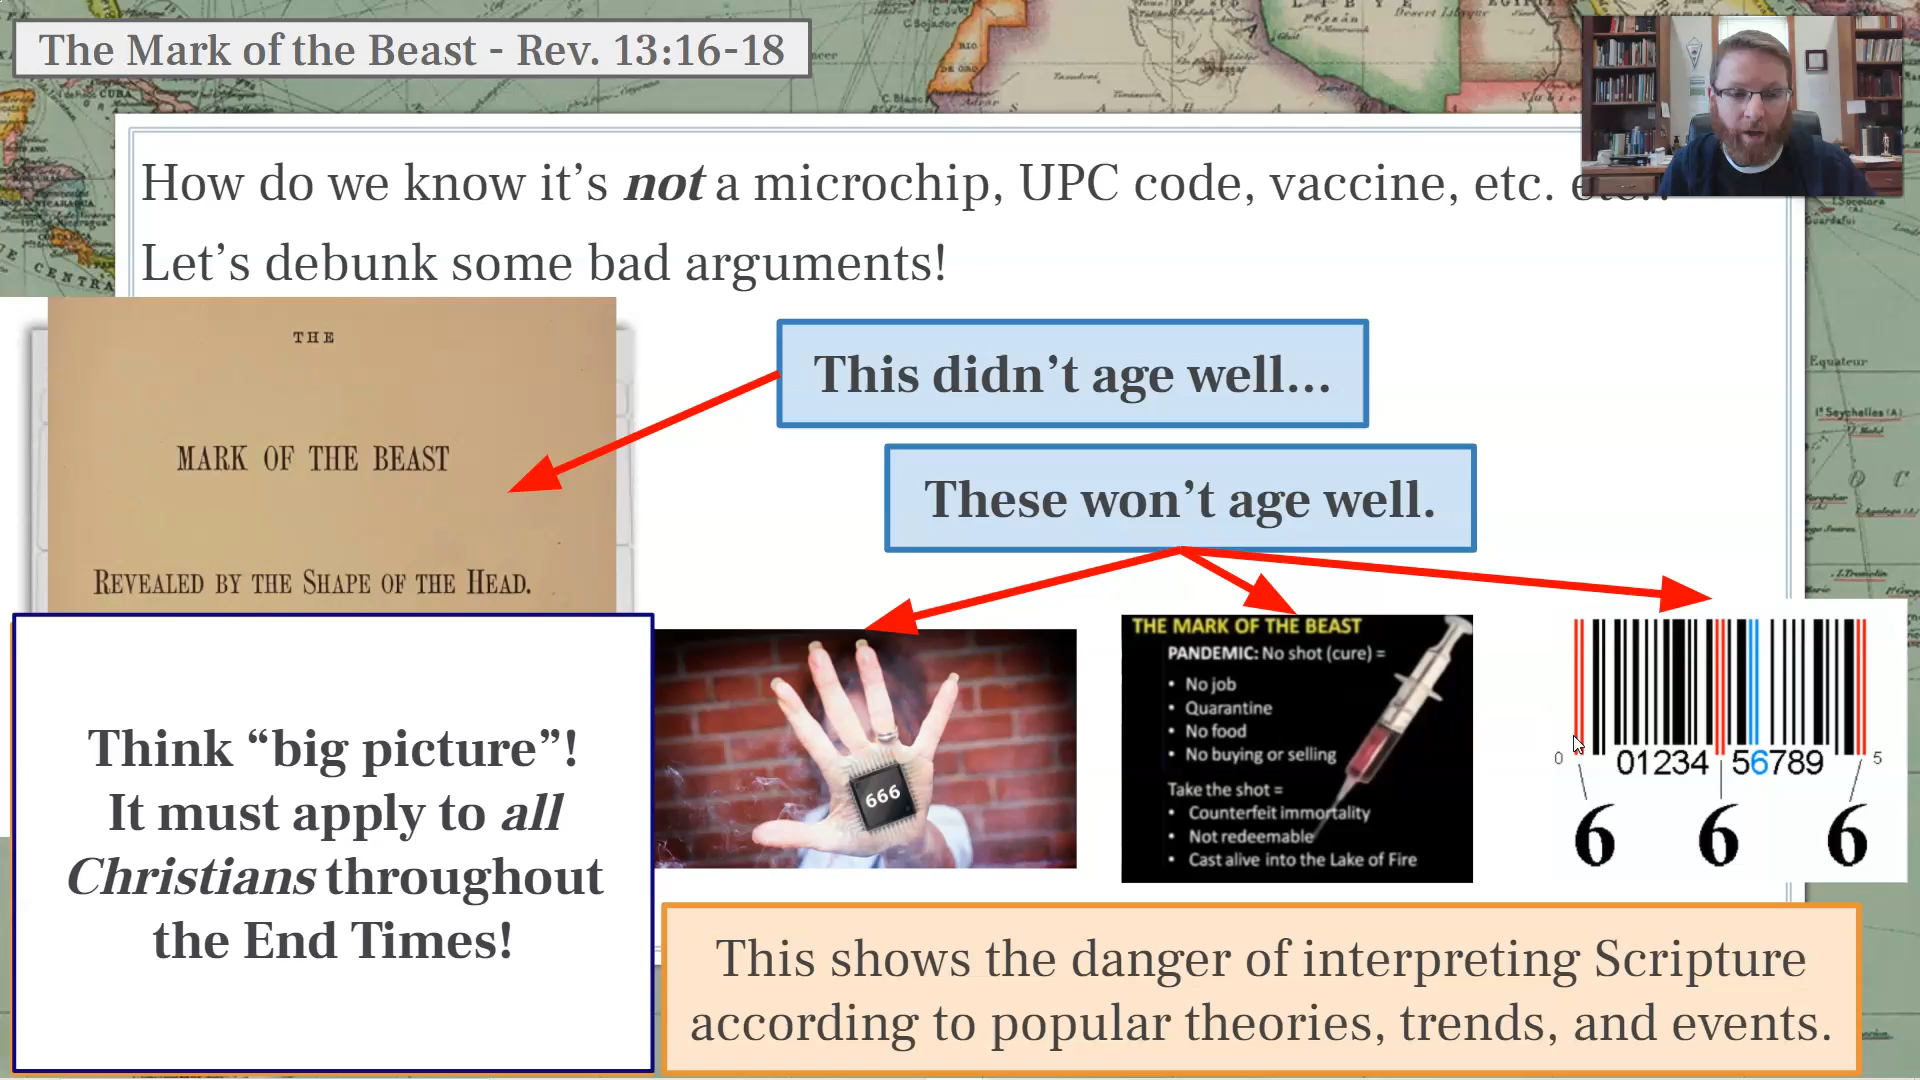 The Mark of the Beast - Rev. 13:16-18
How do we know it’s not a microchip, UPC code, vaccine, etc.
Let’s debunk some bad arguments!
THE
MARK OF THE BEAST
REVEALED BY THE SHAPE OF THE HEAD.
This didn’t age well...
These won’t age well.
Think “big picture”!
It must apply to all
Christians throughout
the End Times!
666
THE MARK OF THE BEAST
PANDEMIC: No shot (cure) =
• No job
• Quarantine
• No food
• No buying or selling
Take the shot =
• Counterfeit immortality
• Not redeemable
• Cast alive into the Lake of Fire
0 01234 56789 5
6 6 6
This shows the danger of interpreting Scripture
according to popular theories, trends, and events.
Equateur
CUBA
Desert Libyque